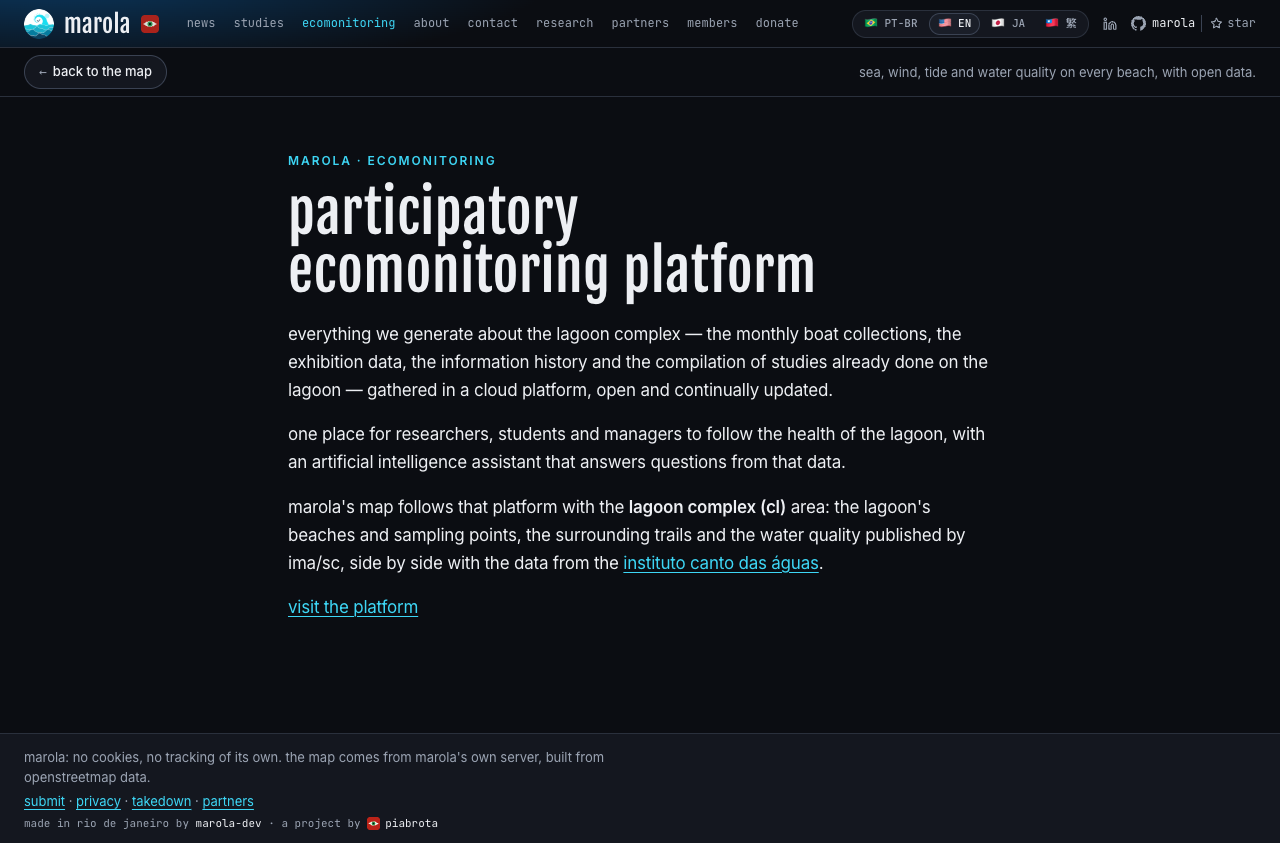 marola news studies ecomonitoring about contact research partners members donate PT-BR EN JA 繁 marola star
← back to the map
sea, wind, tide and water quality on every beach, with open data.
MAROLA · ECOMONITORING
participatory
ecomonitoring platform
everything we generate about the lagoon complex — the monthly boat collections, the
exhibition data, the information history and the compilation of studies already done on the
lagoon — gathered in a cloud platform, open and continually updated.
one place for researchers, students and managers to follow the health of the lagoon, with
an artificial intelligence assistant that answers questions from that data.
marola's map follows that platform with the lagoon complex (cl) area: the lagoon's
beaches and sampling points, the surrounding trails and the water quality published by
ima/sc, side by side with the data from the instituto canto das águas.
visit the platform
marola: no cookies, no tracking of its own. the map comes from marola's own server, built from
openstreetmap data.
submit · privacy · takedown · partners
made in rio de janeiro by marola-dev · a project by piabrota